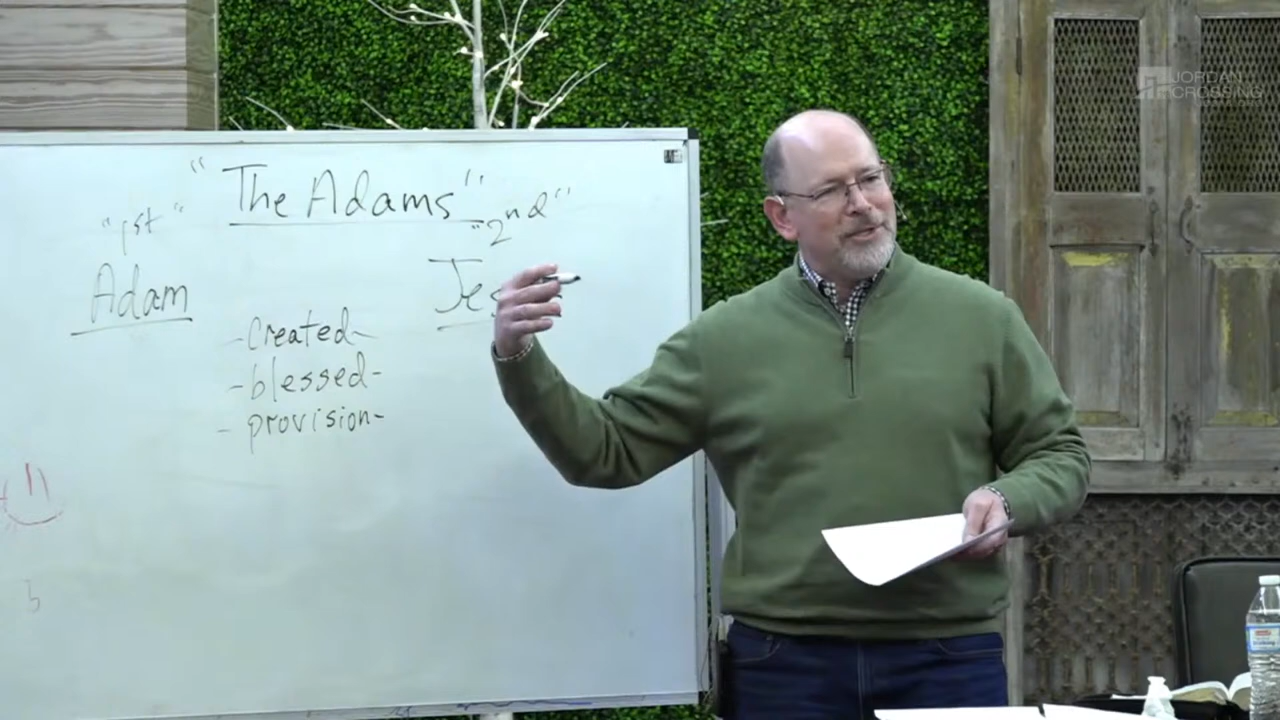 "The Adams"
"1st" "2nd"
Adam
- Created -
- blessed -
- provision -
JORDAN
CROSSING